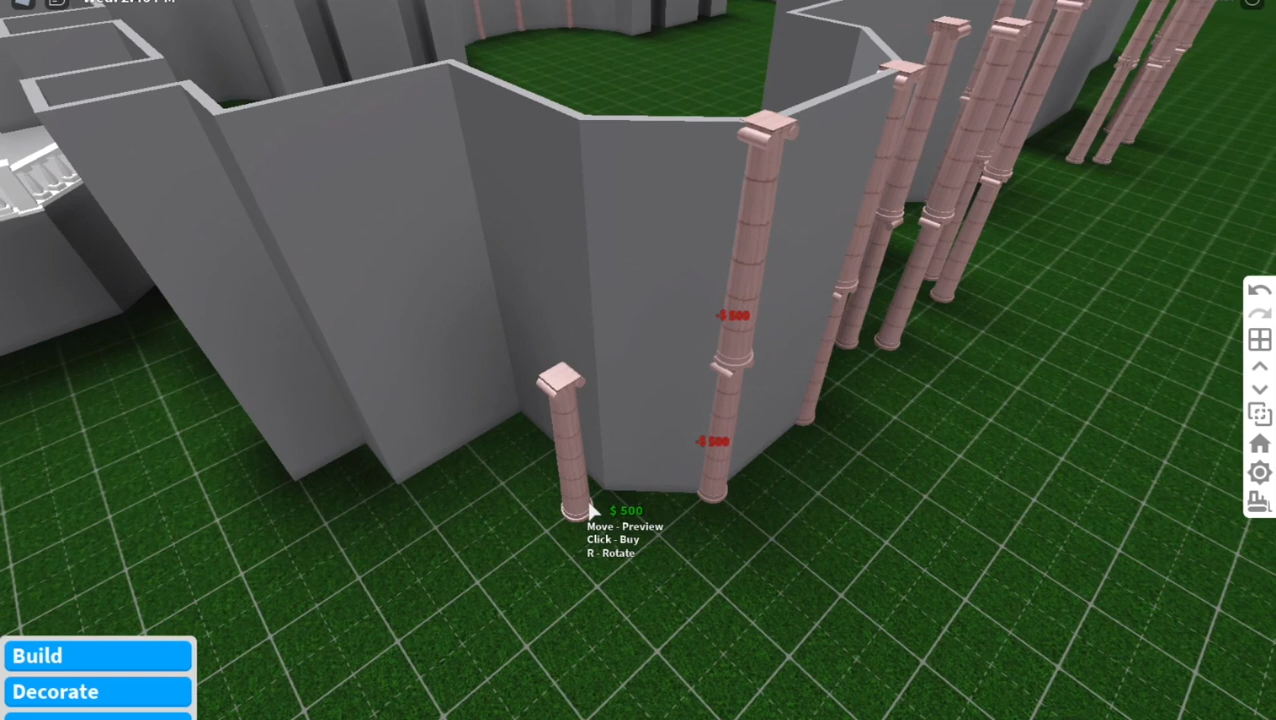 -$ 500
-$ 500
$ 500
Move - Preview
Click - Buy
R - Rotate
Build
Decorate